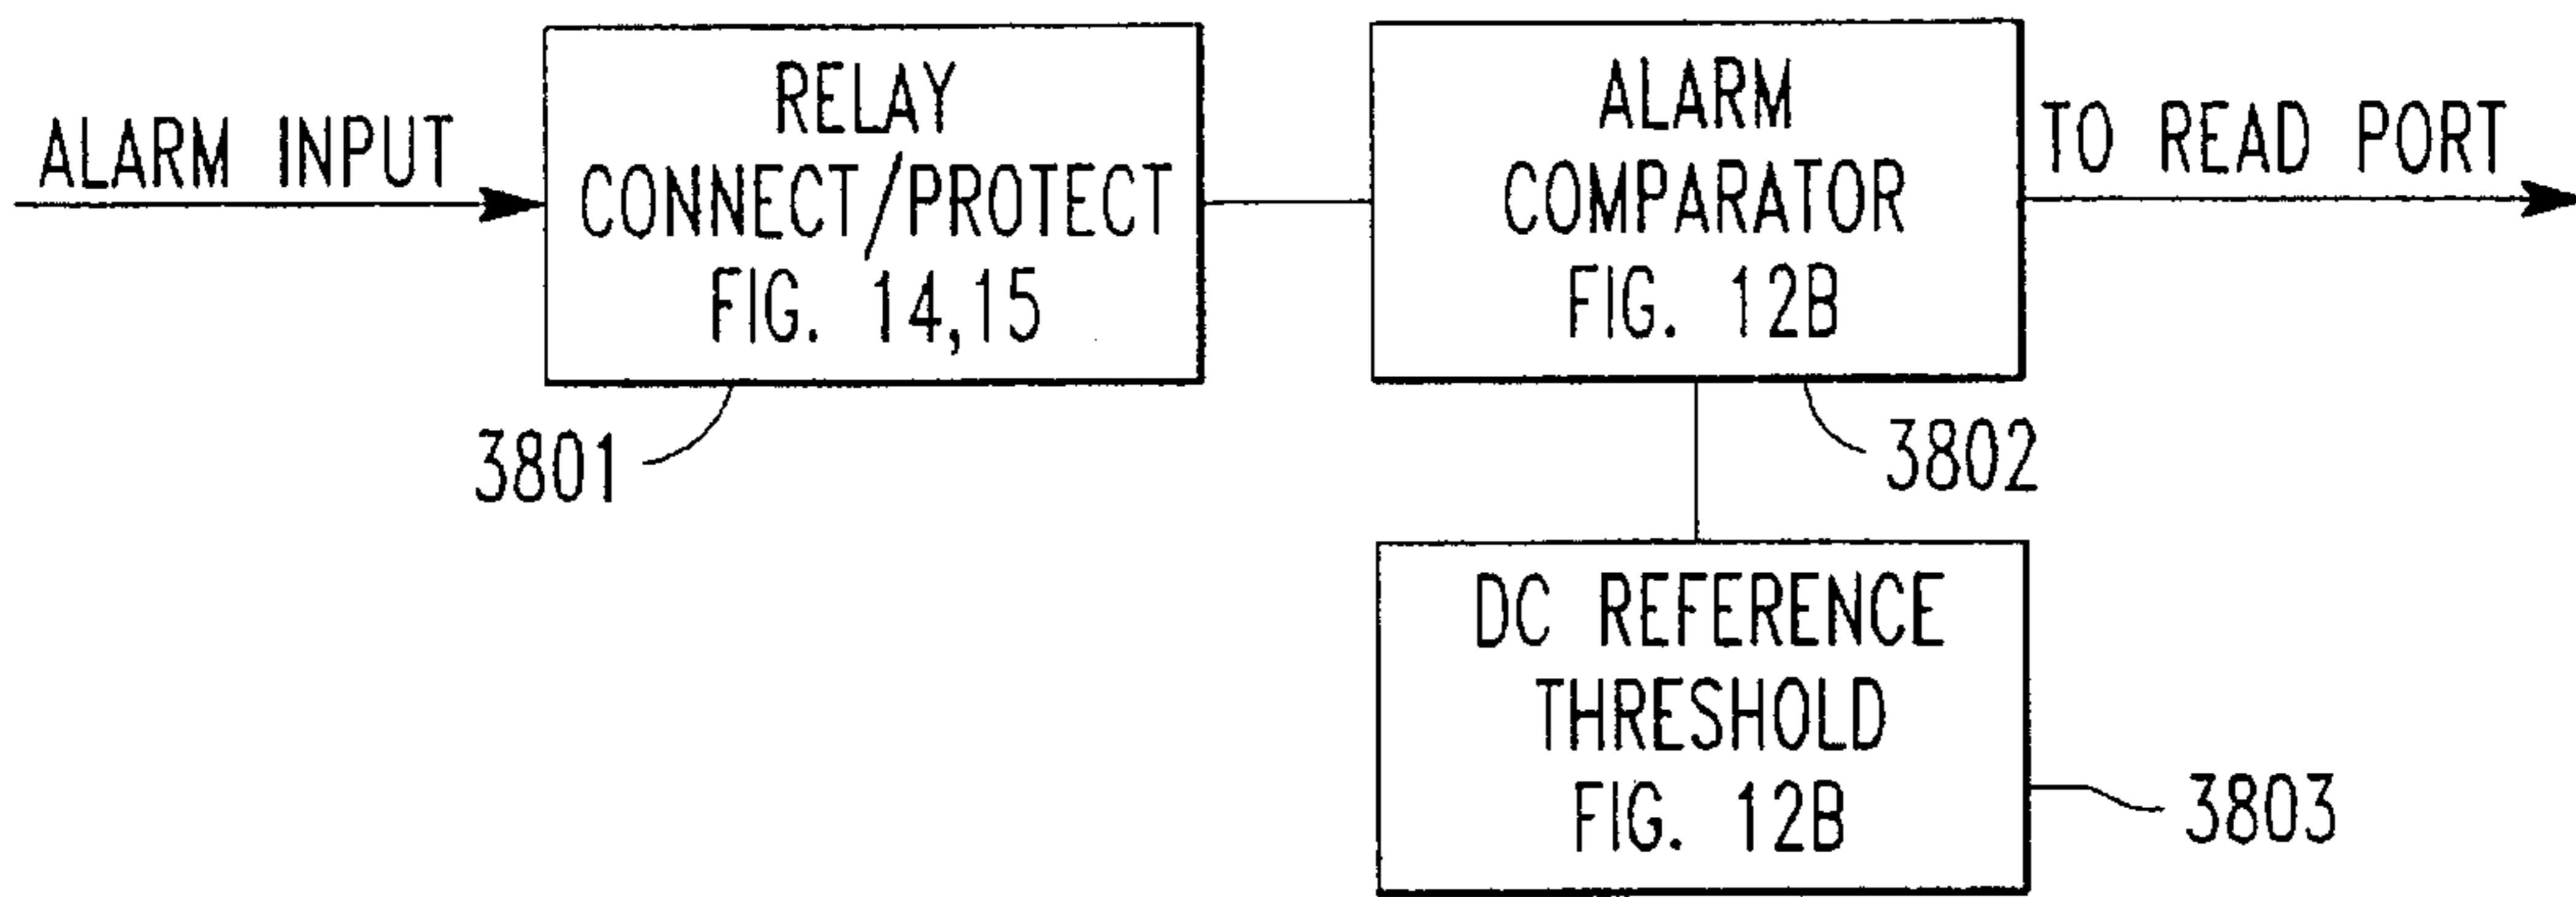 ALARM INPUT
RELAY
CONNECT/PROTECT
FIG. 14,15
3801
ALARM
COMPARATOR
FIG. 12B
3802
TO READ PORT
DC REFERENCE
THRESHOLD
FIG. 12B
3803